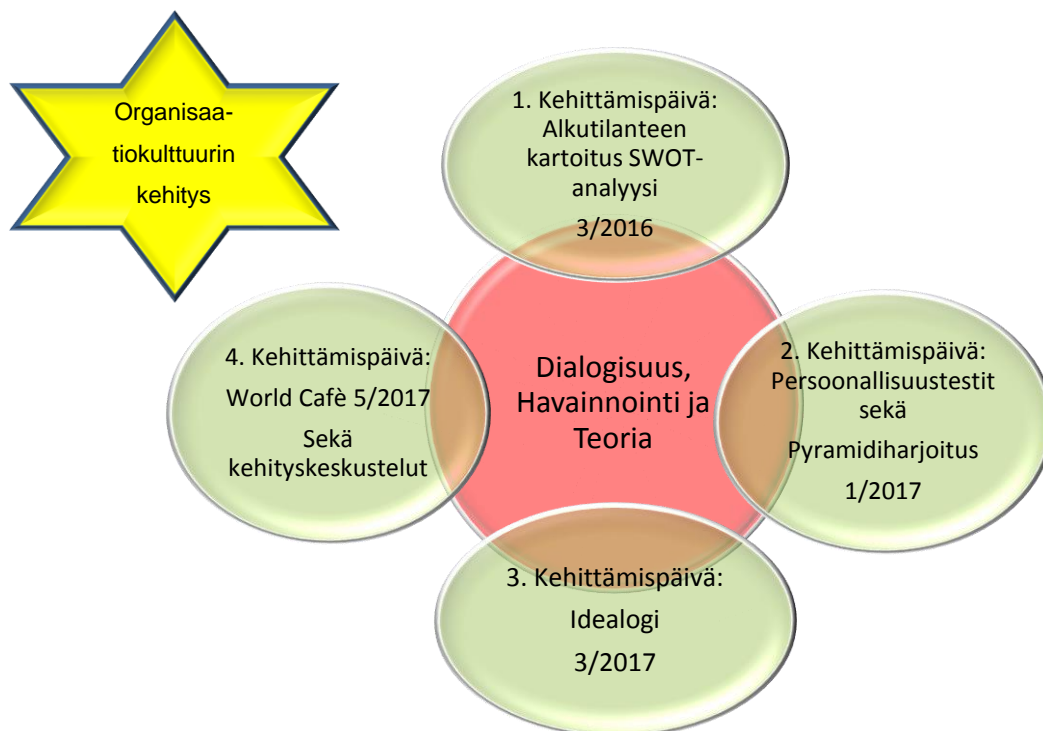 Organisaa-
tiokulttuurin
kehitys
1. Kehittämispäivä:
Alkutilanteen
kartoitus SWOT-
analyysi
3/2016
2. Kehittämispäivä:
Persoonallisuustestit
sekä
Pyramidiharjoitus
1/2017
3. Kehittämispäivä:
Idealogi
3/2017
4. Kehittämispäivä:
World Cafè 5/2017
Sekä
kehityskeskustelut
Dialogisuus,
Havainnointi ja
Teoria